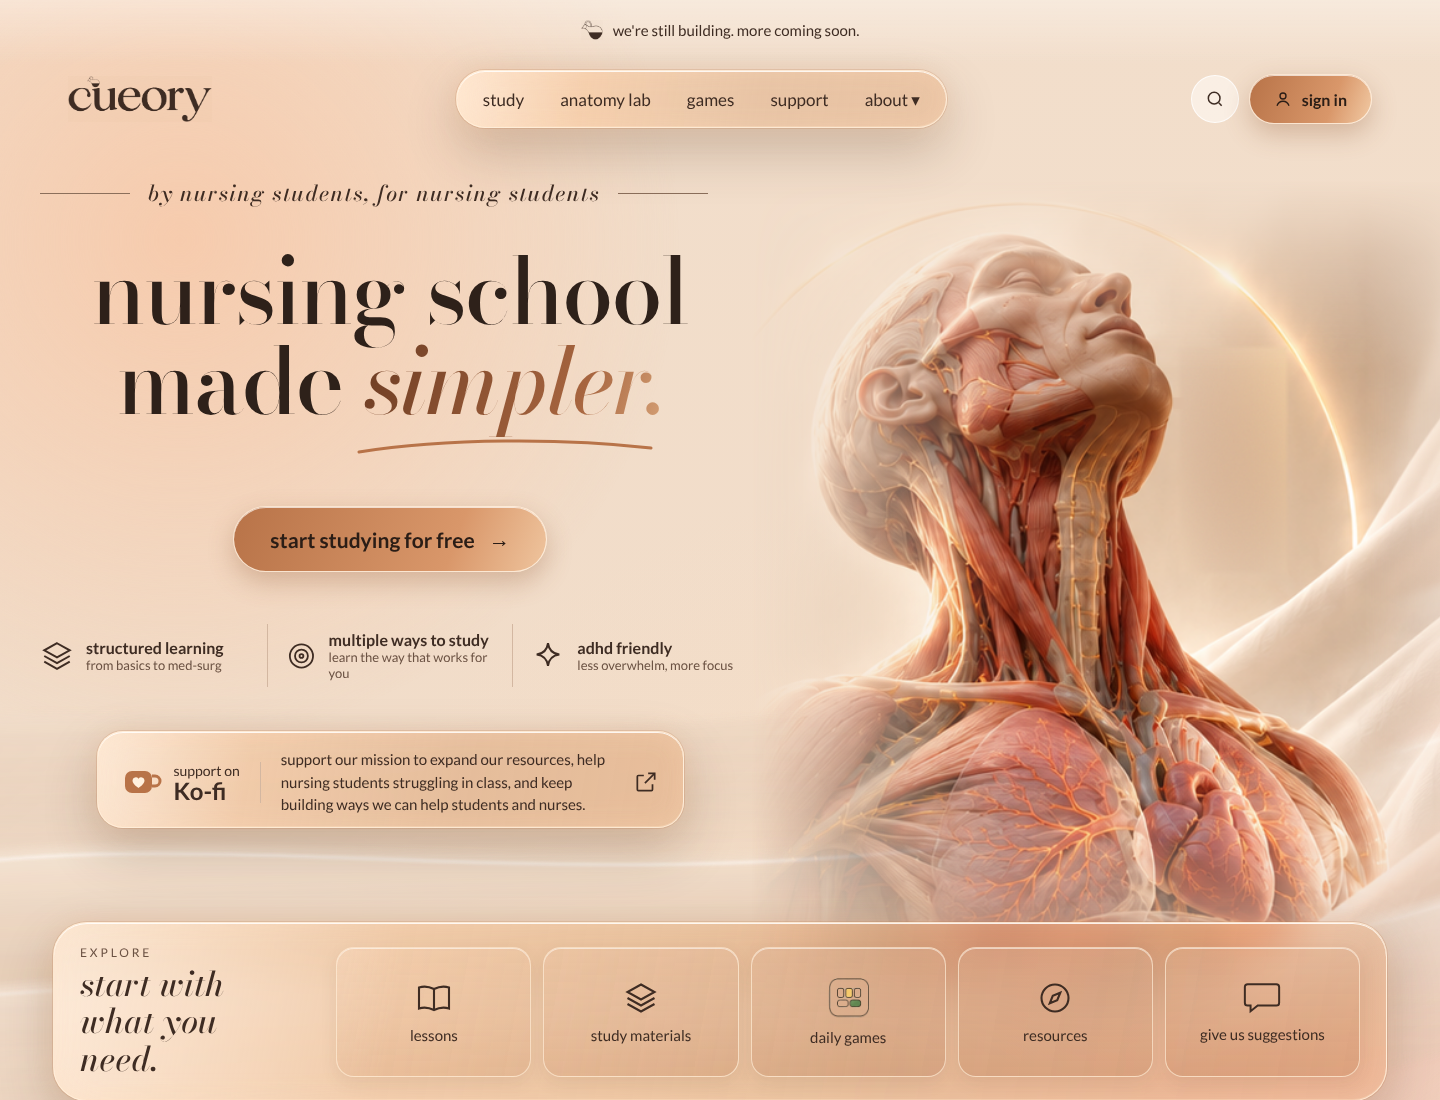 we're still building. more coming soon.
cueory
study
anatomy lab
games
support
about ▾
sign in
by nursing students, for nursing students
nursing school
made simpler.
start studying for free →
structured learning
from basics to med-surg
multiple ways to study
learn the way that works for
you
adhd friendly
less overwhelm, more focus
support on
Ko-fi
support our mission to expand our resources, help
nursing students struggling in class, and keep
building ways we can help students and nurses.
EXPLORE
start with
what you
need.
lessons
study materials
daily games
resources
give us suggestions